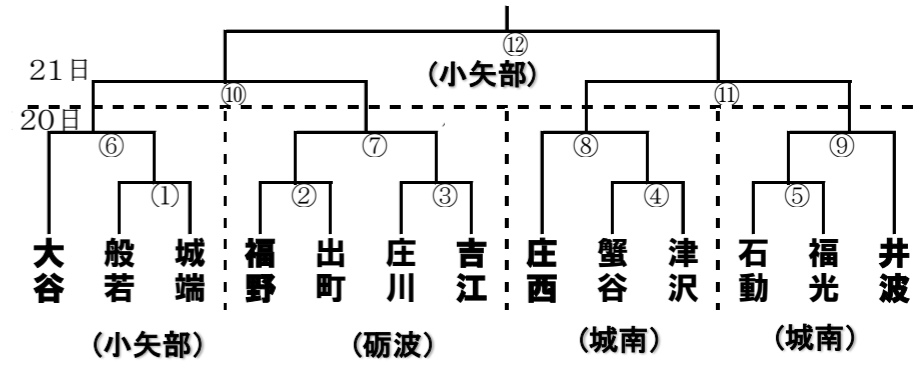 ⑫
(小矢部)
21日
⑩
⑪
20日
⑥
⑦
⑧
⑨
①
②
③
④
⑤
大谷
般若
城端
福野
出町
庄川
吉江
庄西
蟹谷
津沢
石動
福光
井波
(小矢部)
(砺波)
(城南)
(城南)